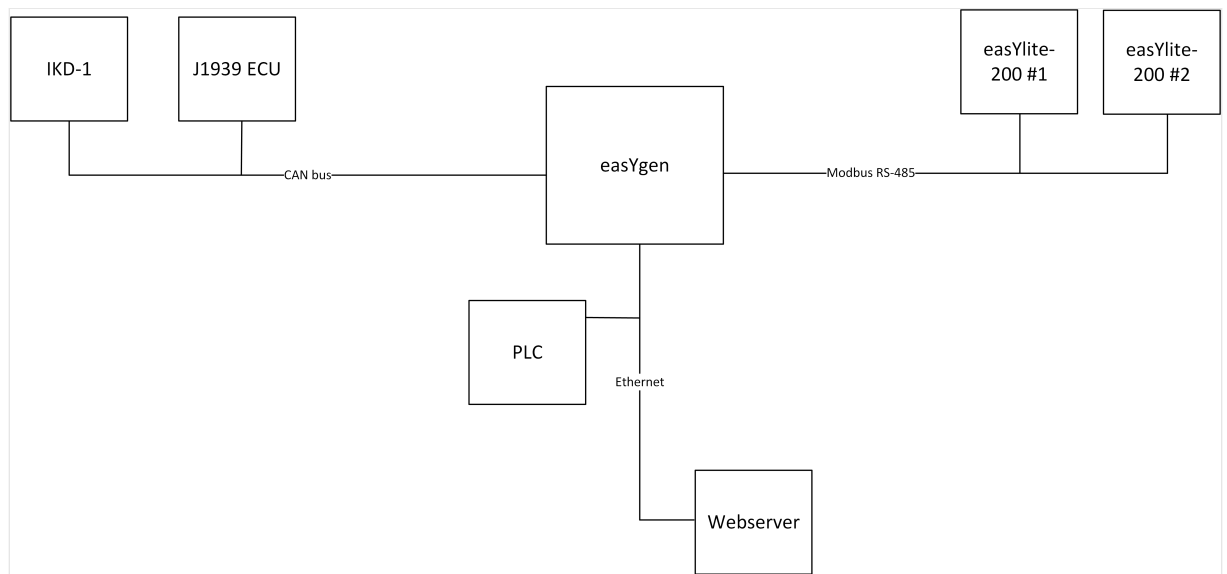 IKD-1
J1939 ECU
easYlite-
200 #1
easYlite-
200 #2
easYgen
CAN bus
Modbus RS-485
PLC
Ethernet
Webserver